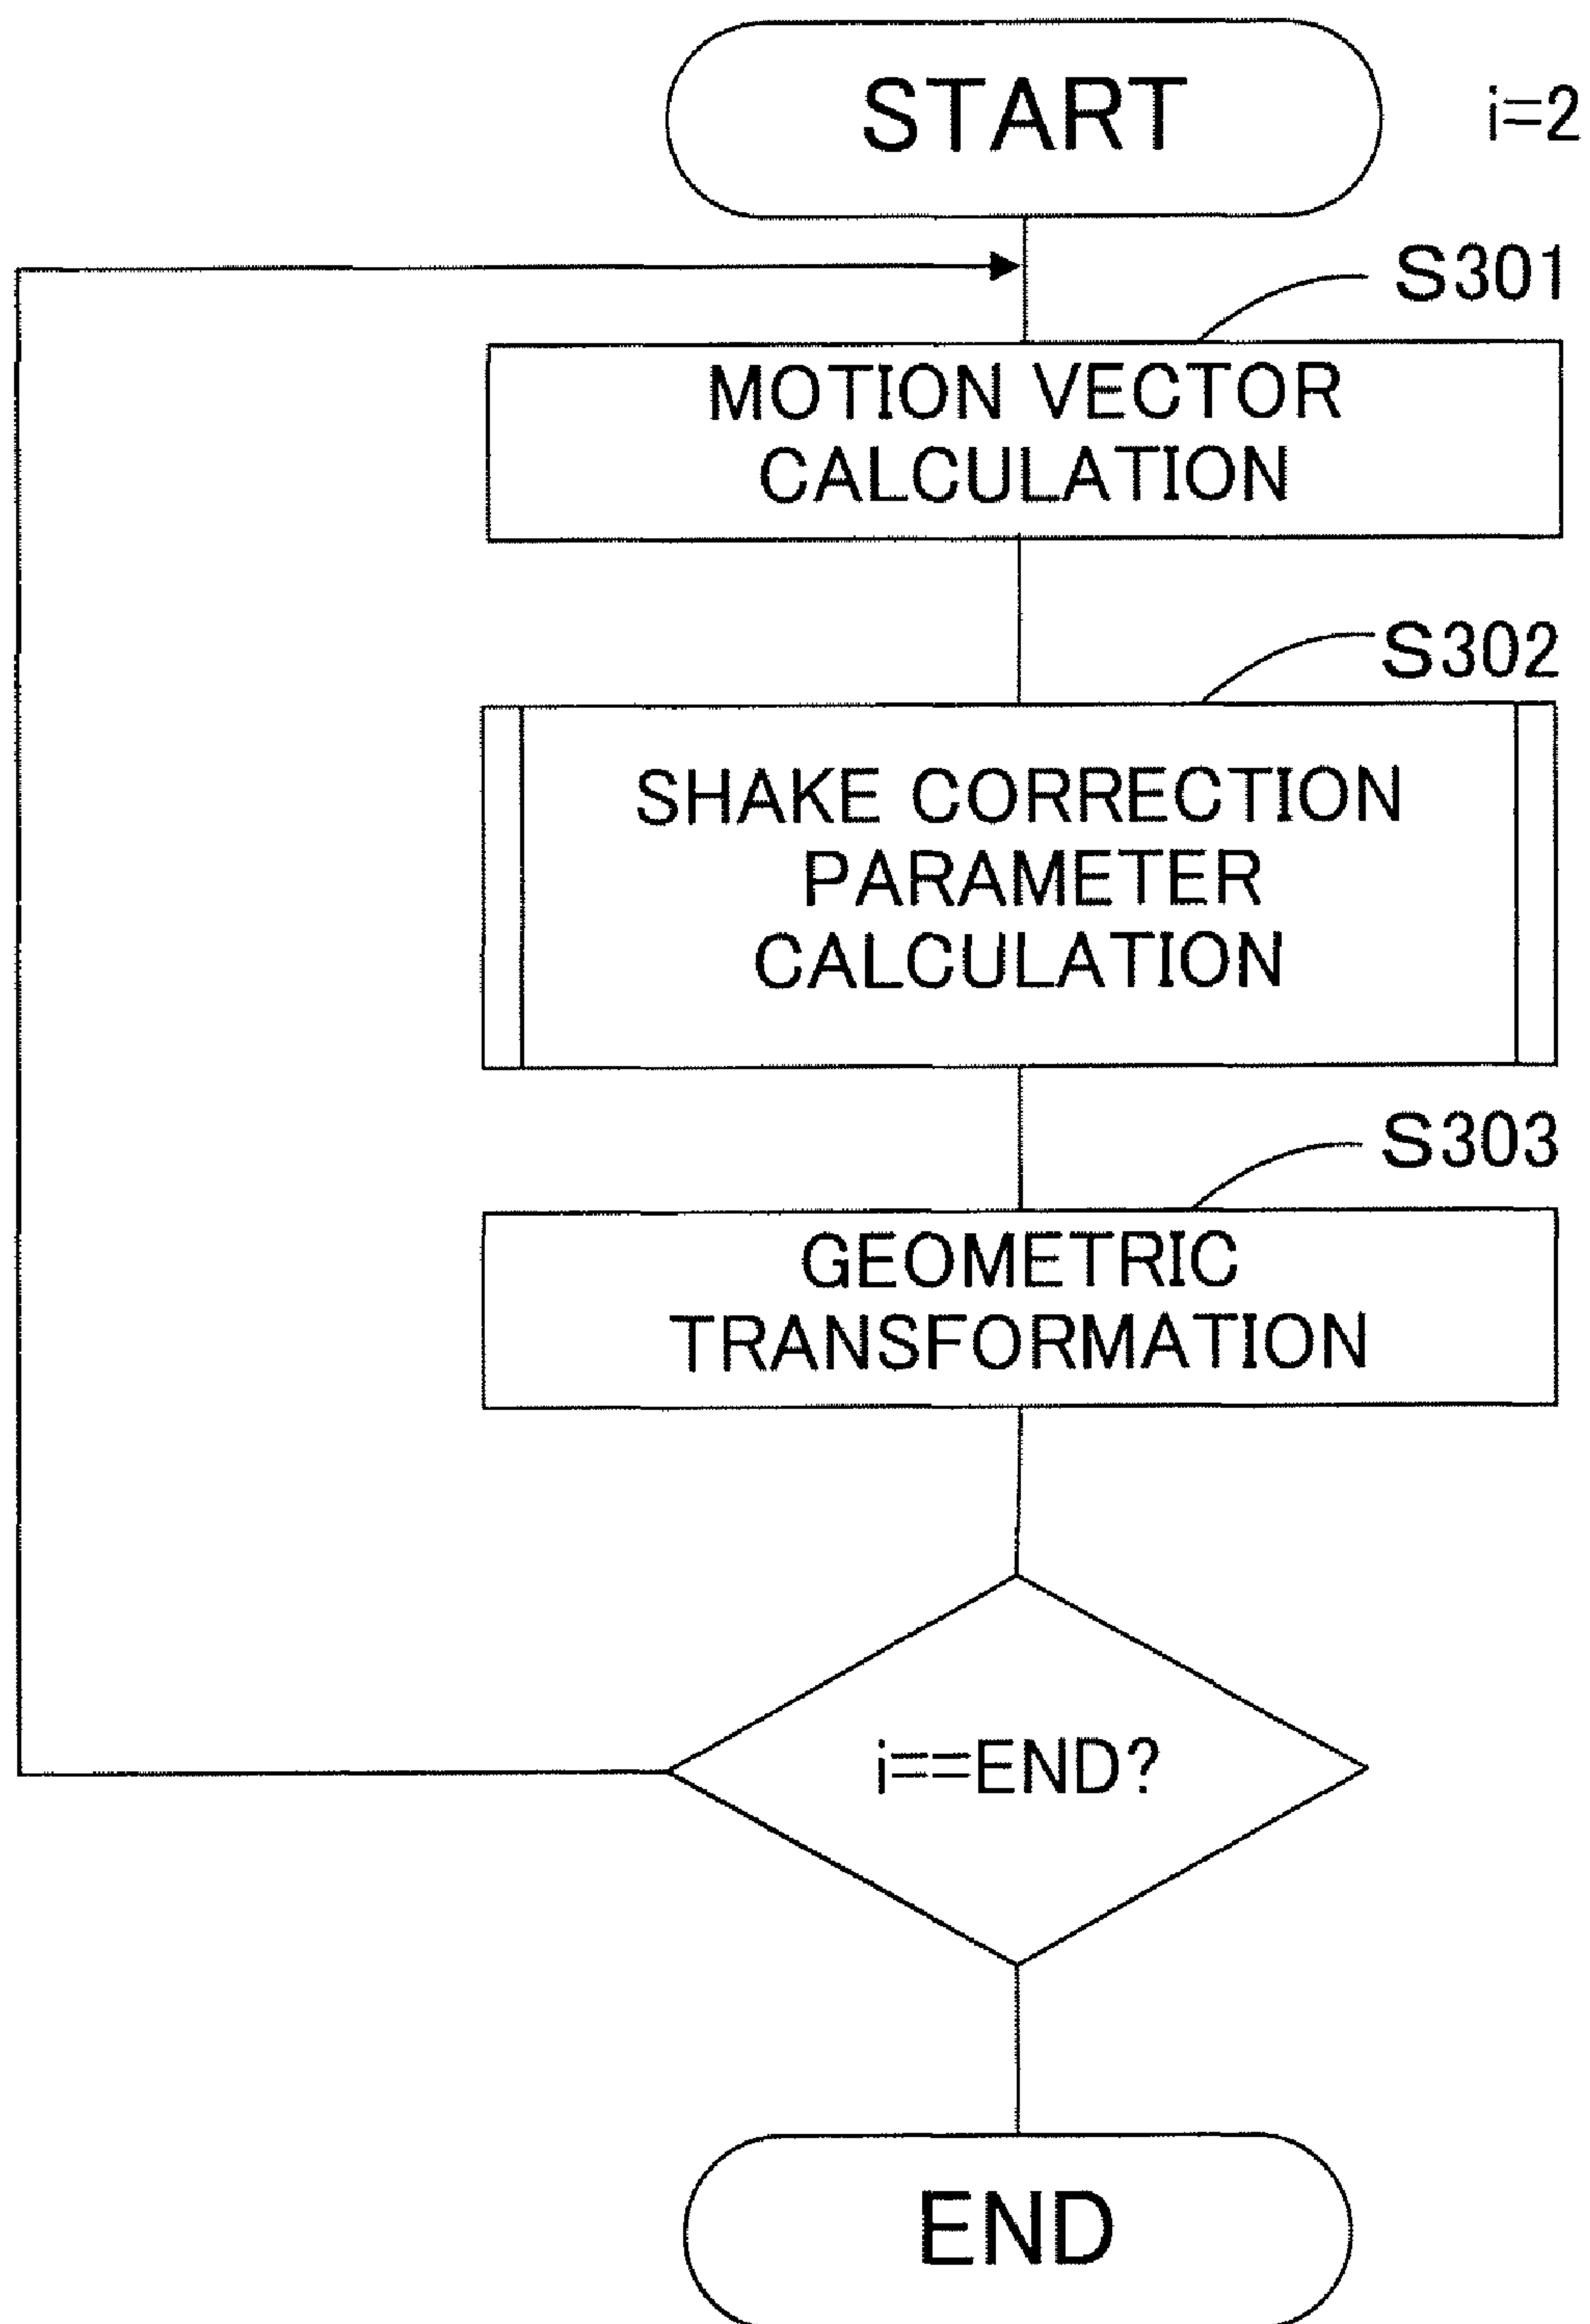 START
i=2
S301
MOTION VECTOR
CALCULATION
S302
SHAKE CORRECTION
PARAMETER
CALCULATION
S303
GEOMETRIC
TRANSFORMATION
i==END?
END